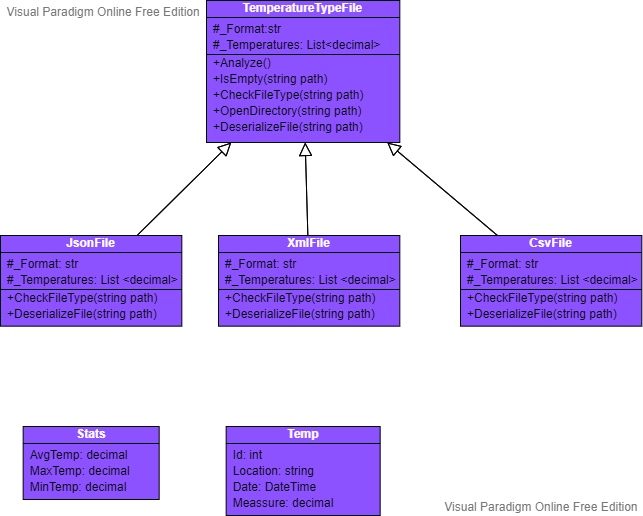 Visual Paradigm Online Free Edition
TemperatureTypeFile
#_Format:str
#_Temperatures: List<decimal>
+Analyze()
+IsEmpty(string path)
+CheckFileType(string path)
+OpenDirectory(string path)
+DeserializeFile(string path)
JsonFile
#_Format: str
#_Temperatures: List <decimal>
+CheckFileType(string path)
+DeserializeFile(string path)
XmlFile
#_Format: str
#_Temperatures: List <decimal>
+CheckFileType(string path)
+DeserializeFile(string path)
CsvFile
#_Format: str
#_Temperatures: List <decimal>
+CheckFileType(string path)
+DeserializeFile(string path)
Stats
AvgTemp: decimal
MaxTemp: decimal
MinTemp: decimal
Temp
Id: int
Location: string
Date: DateTime
Meassure: decimal
Visual Paradigm Online Free Edition